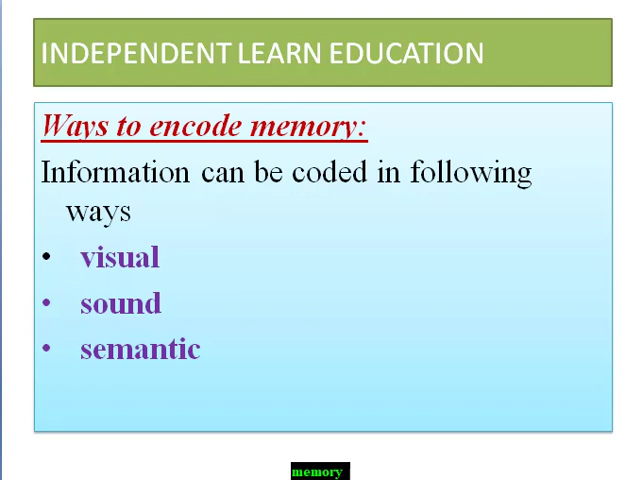 INDEPENDENT LEARN EDUCATION
Ways to encode memory:
Information can be coded in following
ways
• visual
• sound
• semantic
memory